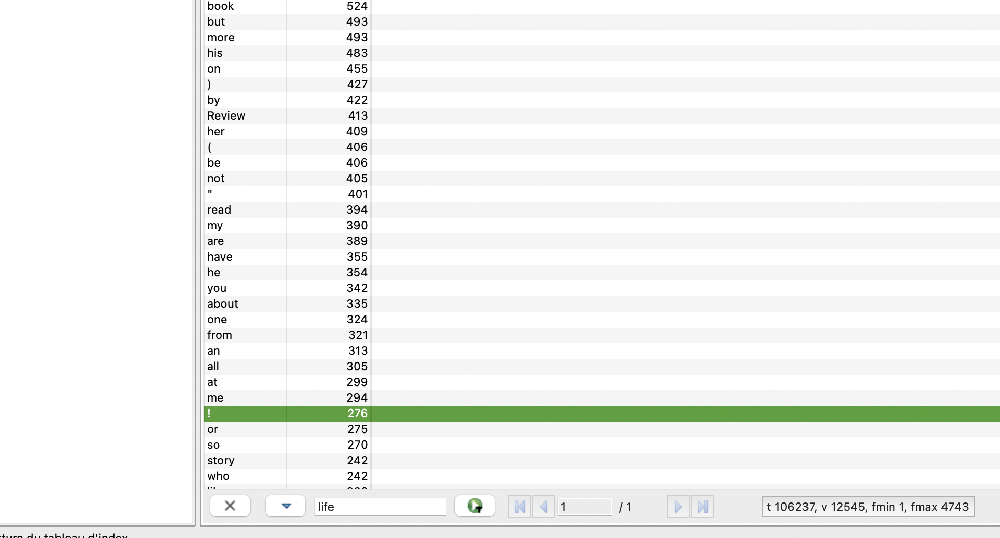 book 524
but 493
more 493
his 483
on 455
) 427
by 422
Review 413
her 409
( 406
be 406
not 405
" 401
read 394
my 390
are 389
have 355
he 354
you 342
about 335
one 324
from 321
an 313
all 305
at 299
me 294
! 276
or 275
so 270
story 242
who 242
life 1 / 1 t 106237, v 12545, fmin 1, fmax 4743
du tableau d'index